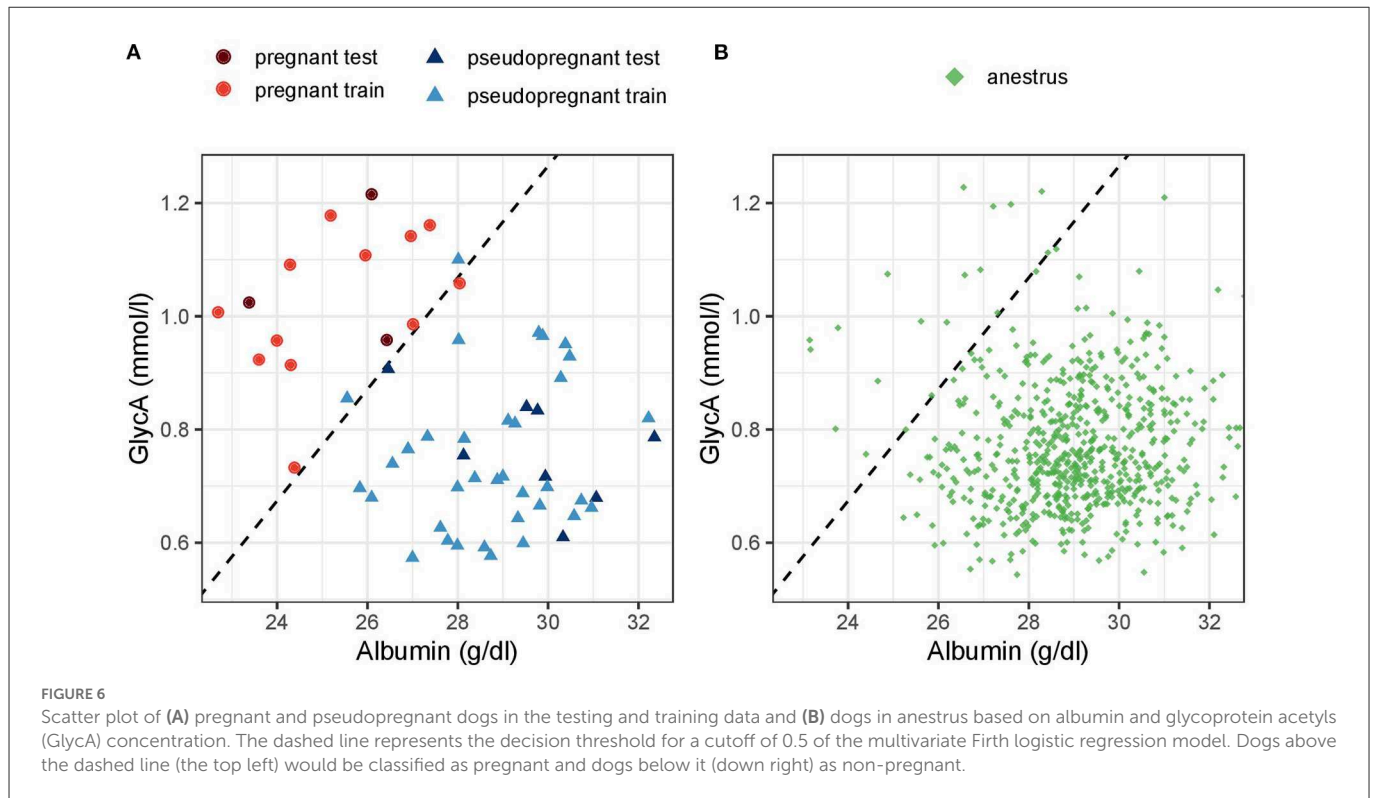 A
pregnant test
pregnant train
pseudopregnant test
pseudopregnant train
B
anestrus
GlycA (mmol/l)
1.2
1.0
0.8
0.6
24 26 28 30 32
Albumin (g/dl)
GlycA (mmol/l)
1.2
1.0
0.8
0.6
24 26 28 30 32
Albumin (g/dl)
FIGURE 6
Scatter plot of (A) pregnant and pseudopregnant dogs in the testing and training data and (B) dogs in anestrus based on albumin and glycoprotein acetyls
(GlycA) concentration. The dashed line represents the decision threshold for a cutoff of 0.5 of the multivariate Firth logistic regression model. Dogs above
the dashed line (the top left) would be classified as pregnant and dogs below it (down right) as non-pregnant.